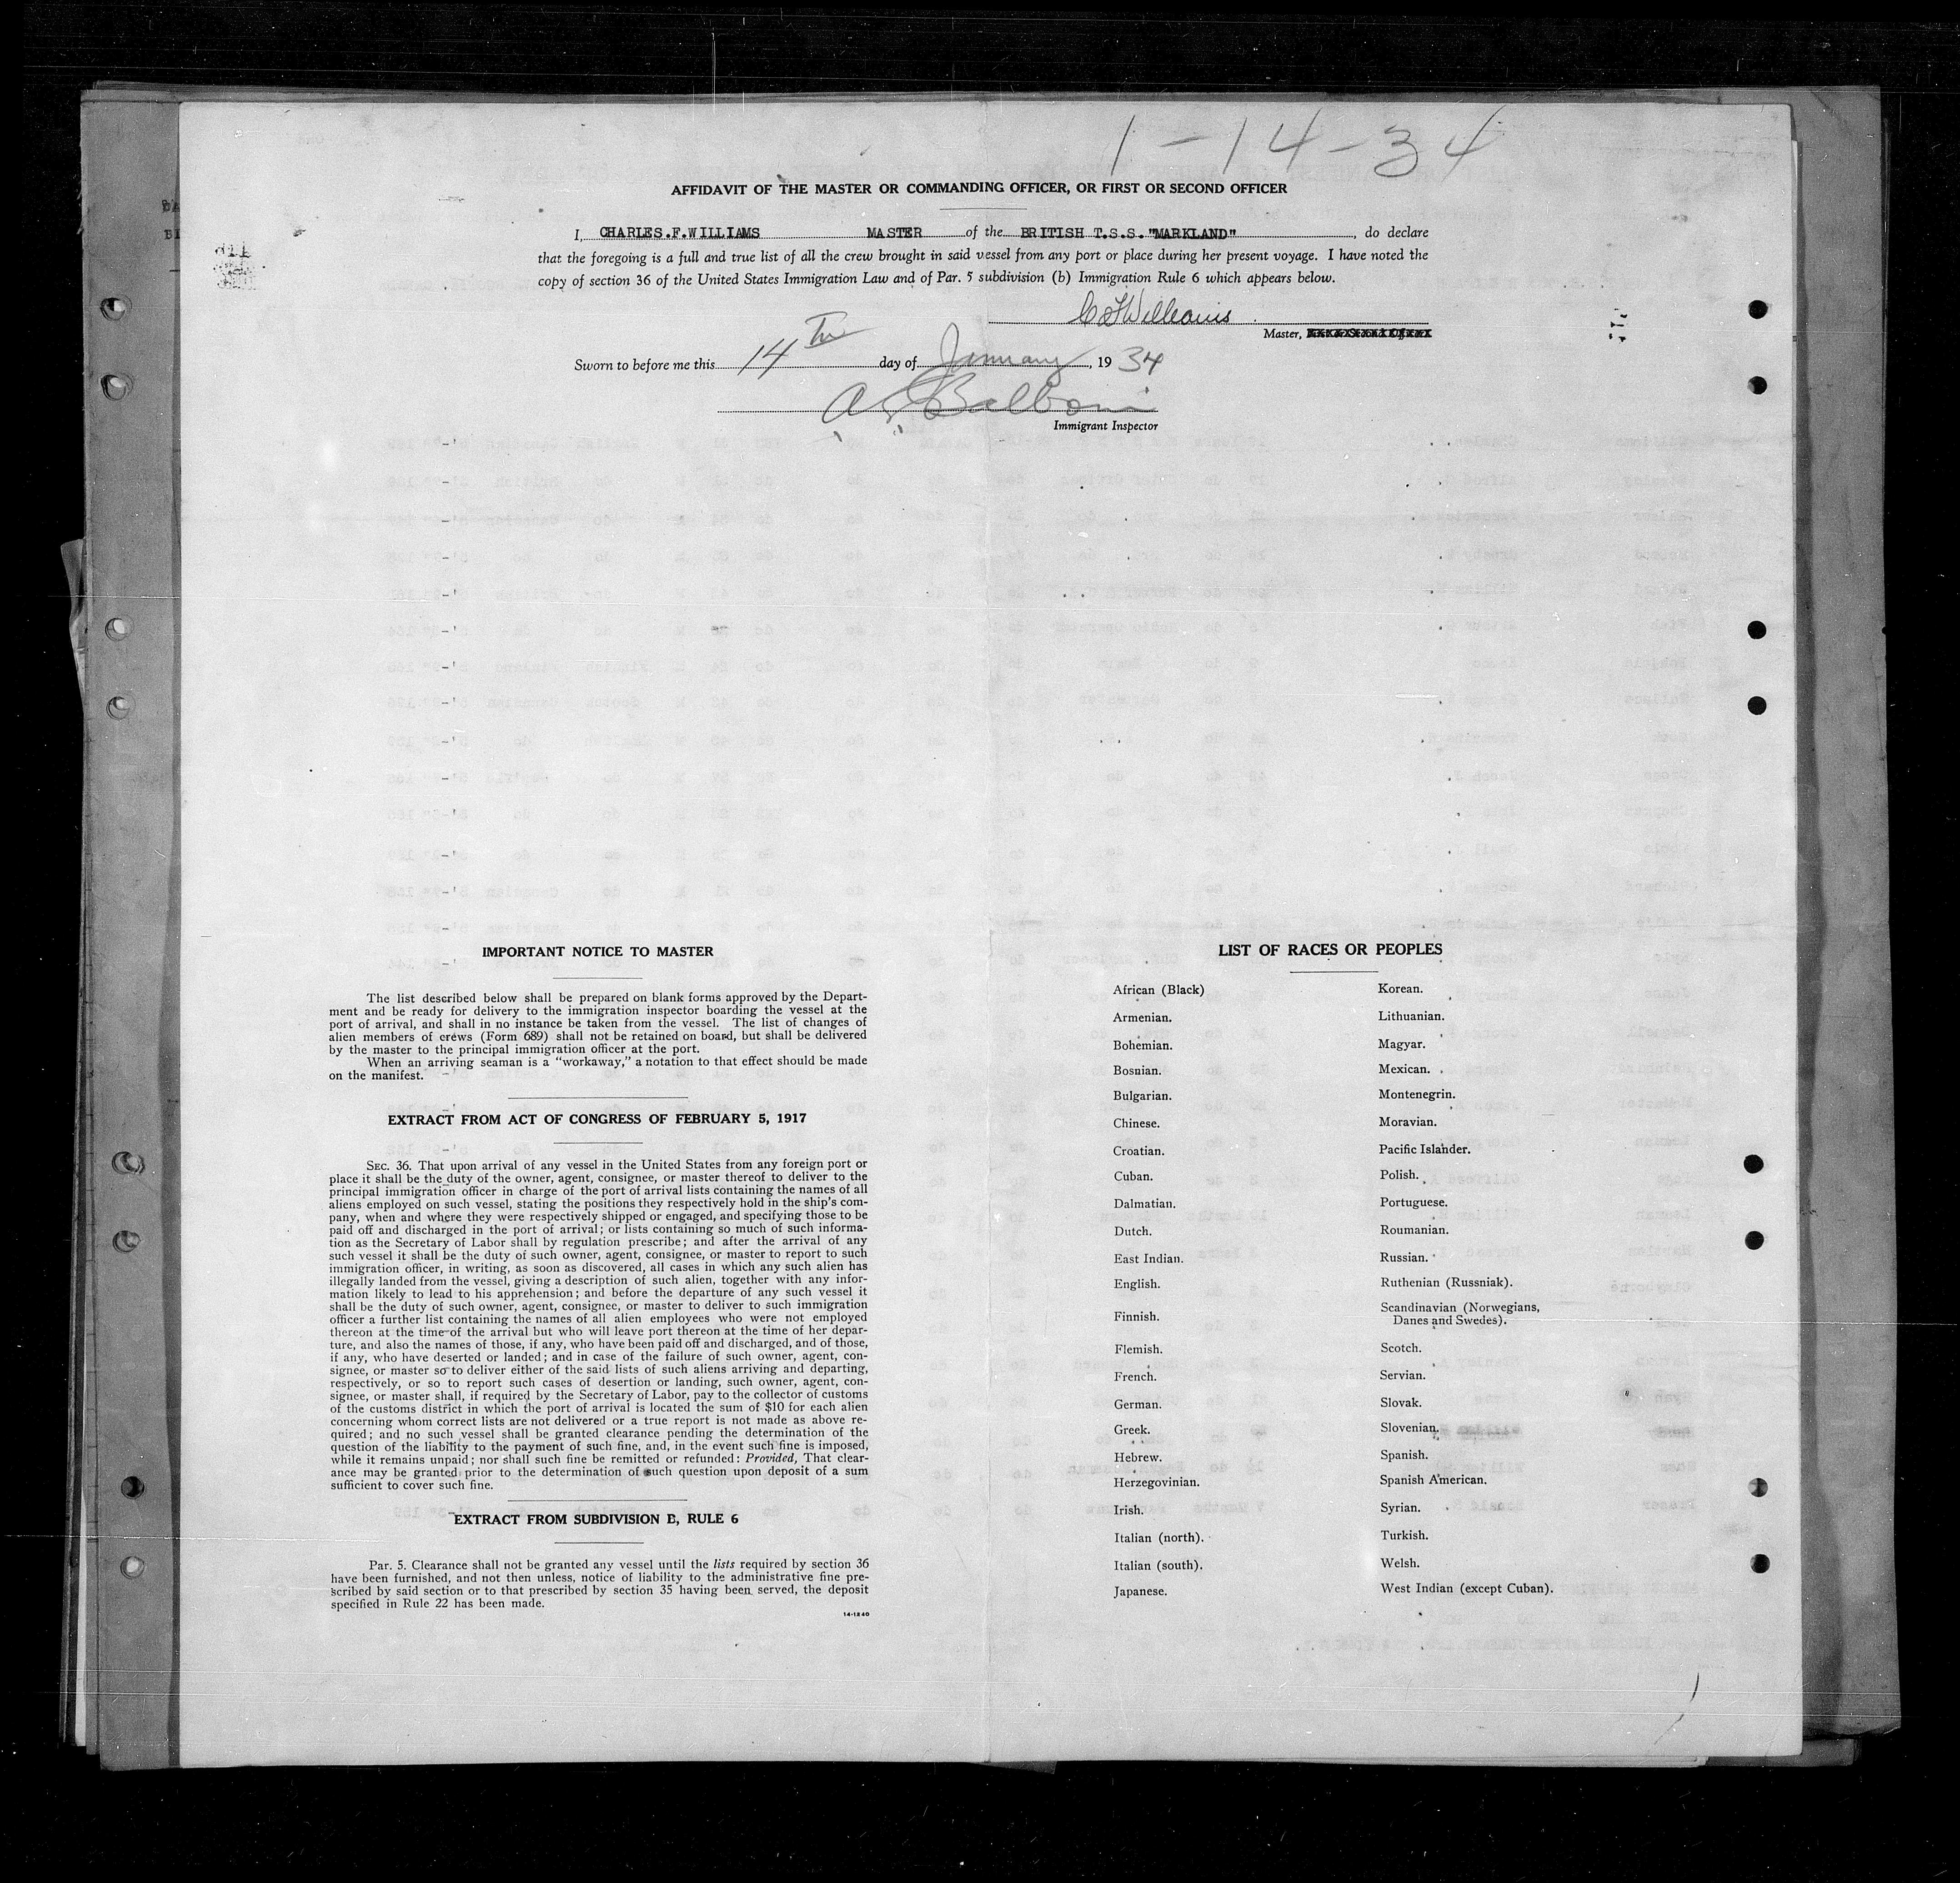 1-14-34
AFFIDAVIT OF THE MASTER OR COMMANDING OFFICER, OR FIRST OR SECOND OFFICER
I, CHARLES.F.WILLIAMS MASTER of the BRITISH T.S.S."MARKLAND", do declare
that the foregoing is a full and true list of all the crew brought in said vessel from any port or place during her present voyage. I have noted the
copy of section 36 of the United States Immigration Law and of Par. 5 subdivision (b) Immigration Rule 6 which appears below.
C F Williams
Master,
Sworn to before me this 14 Th day of January, 1934
Immigrant Inspector
IMPORTANT NOTICE TO MASTER
The list described below shall be prepared on blank forms approved by the Depart-
ment and be ready for delivery to the immigration inspector boarding the vessel at the
port of arrival, and shall in no instance be taken from the vessel. The list of changes of
alien members of crews (Form 689) shall not be retained on board, but shall be delivered
by the master to the principal immigration officer at the port.
When an arriving seaman is a "workaway," a notation to that effect should be made
on the manifest.
EXTRACT FROM ACT OF CONGRESS OF FEBRUARY 5, 1917
SEC. 36. That upon arrival of any vessel in the United States from any foreign port or
place it shall be the duty of the owner, agent, consignee, or master thereof to deliver to the
principal immigration officer in charge of the port of arrival lists containing the names of all
aliens employed on such vessel, stating the positions they respectively hold in the ship's com-
pany, when and where they were respectively shipped or engaged, and specifying those to be
paid off and discharged in the port of arrival; or lists containing so much of such informa-
tion as the Secretary of Labor shall by regulation prescribe; and after the arrival of any
such vessel it shall be the duty of such owner, agent, consignee, or master to report to such
immigration officer, in writing, as soon as discovered, all cases in which any such alien has
illegally landed from the vessel, giving a description of such alien, together with any infor-
mation likely to lead to his apprehension; and before the departure of any such vessel it
shall be the duty of such owner, agent, consignee, or master to deliver to such immigration
officer a further list containing the names of all alien employees who were not employed
thereon at the time of the arrival but who will leave port thereon at the time of her depar-
ture, and also the names of those, if any, who have been paid off and discharged, and of those,
if any, who have deserted or landed; and in case of the failure of such owner, agent, con-
signee, or master so to deliver either of the said lists of such aliens arriving and departing,
respectively, or so to report such cases of desertion or landing, such owner, agent, con-
signee, or master shall, if required by the Secretary of Labor, pay to the collector of customs
of the customs district in which the port of arrival is located the sum of $10 for each alien
concerning whom correct lists are not delivered or a true report is not made as above re-
quired; and no such vessel shall be granted clearance pending the determination of the
question of the liability to the payment of such fine, and, in the event such fine is imposed,
while it remains unpaid; nor shall such fine be remitted or refunded: Provided, That clear-
ance may be granted prior to the determination of such question upon deposit of a sum
sufficient to cover such fine.
EXTRACT FROM SUBDIVISION B, RULE 6
Par. 5. Clearance shall not be granted any vessel until the lists required by section 36
have been furnished, and not then unless, notice of liability to the administrative fine pre-
scribed by said section or to that prescribed by section 35 having been served, the deposit
specified in Rule 22 has been made.
14-1240
LIST OF RACES OR PEOPLES
African (Black)
Armenian.
Bohemian.
Bosnian.
Bulgarian.
Chinese.
Croatian.
Cuban.
Dalmatian.
Dutch.
East Indian.
English.
Finnish.
Flemish.
French.
German.
Greek.
Hebrew.
Herzegovinian.
Irish.
Italian (north).
Italian (south).
Japanese.
Korean.
Lithuanian.
Magyar.
Mexican.
Montenegrin.
Moravian.
Pacific Islander.
Polish.
Portuguese.
Roumanian.
Russian.
Ruthenian (Russniak).
Scandinavian (Norwegians,
Danes and Swedes).
Scotch.
Servian.
Slovak.
Slovenian.
Spanish.
Spanish American.
Syrian.
Turkish.
Welsh.
West Indian (except Cuban).